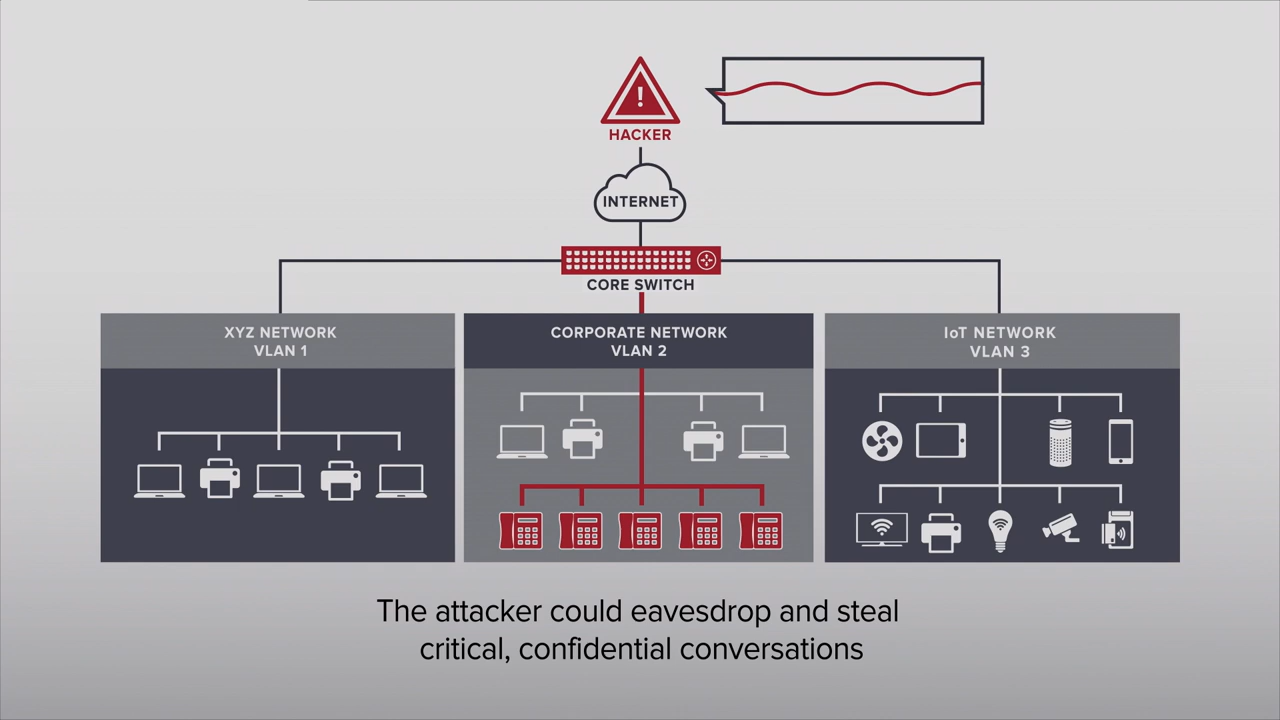 !
HACKER
INTERNET
CORE SWITCH
XYZ NETWORK
VLAN 1
CORPORATE NETWORK
VLAN 2
IoT NETWORK
VLAN 3
The attacker could eavesdrop and steal
critical, confidential conversations